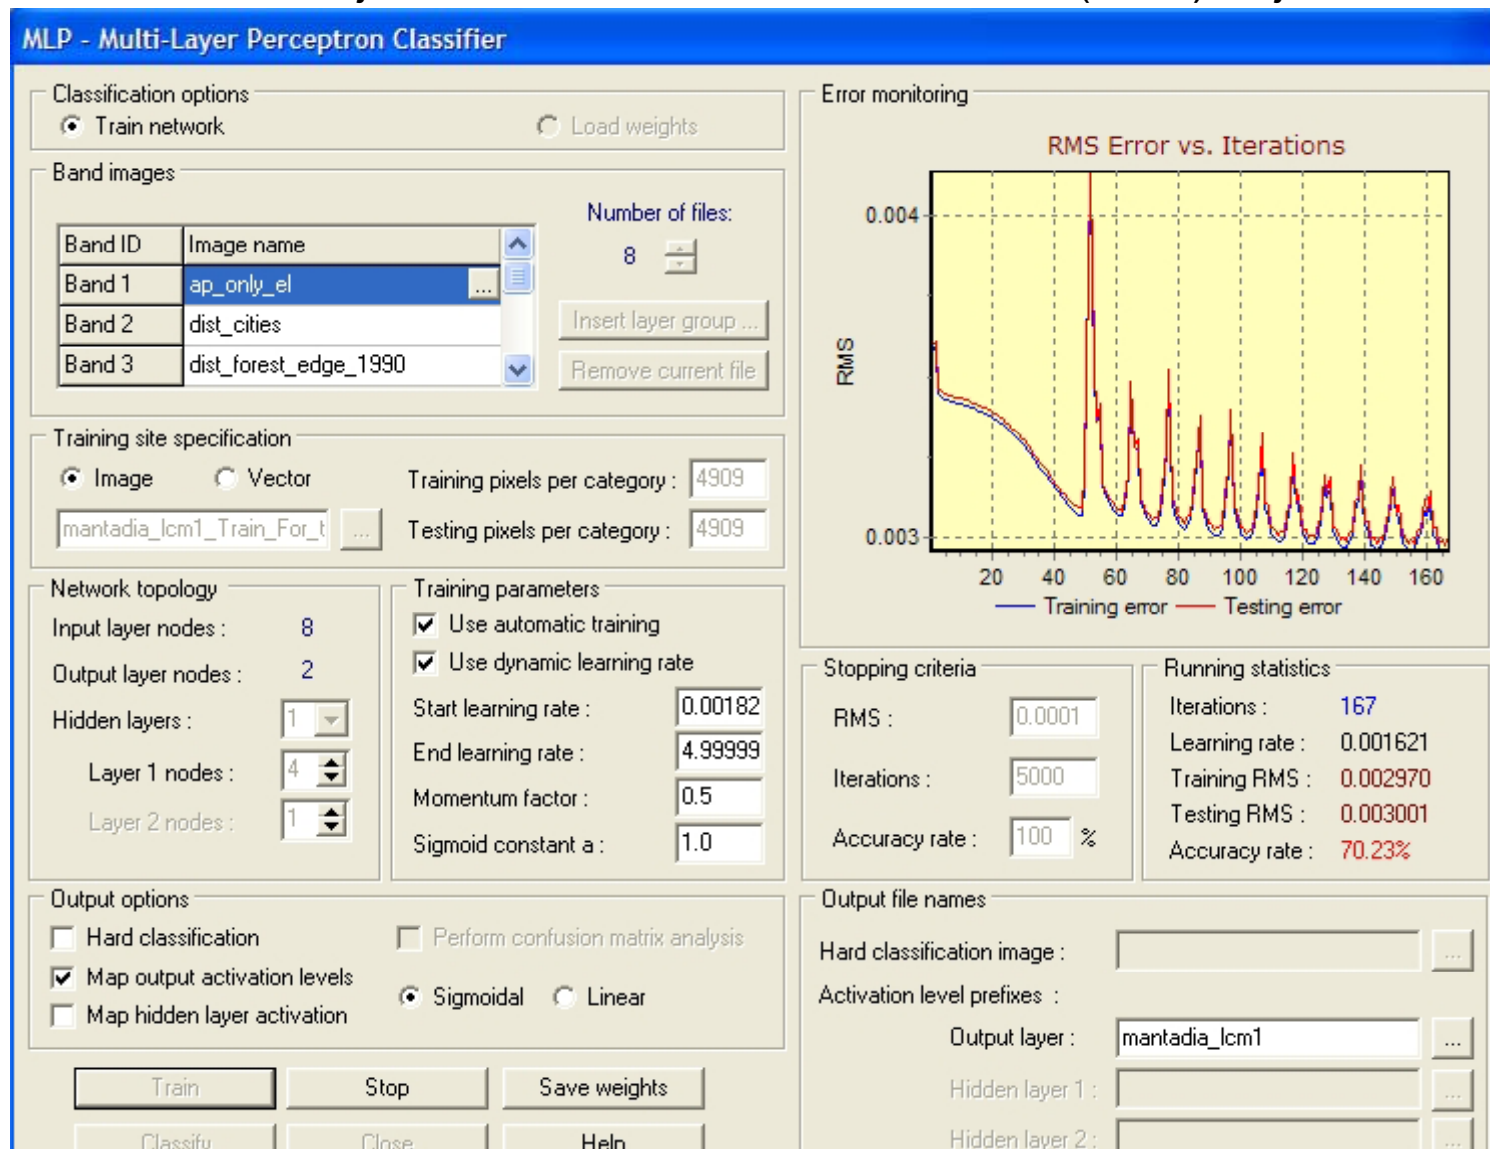 MLP - Multi-Layer Perceptron Classifier
Classification options
Train network
Load weights
Band images
Number of files:
8
Band ID Image name
Band 1 ap_only_el ...
Band 2 dist_cities
Band 3 dist_forest_edge_1990
Insert layer group ...
Remove current file
Training site specification
Image Vector
mantadia_lcm1_Train_For_t ...
Training pixels per category : 4909
Testing pixels per category : 4909
Network topology
Input layer nodes : 8
Output layer nodes : 2
Hidden layers : 1
Layer 1 nodes : 4
Layer 2 nodes : 1
Training parameters
Use automatic training
Use dynamic learning rate
Start learning rate : 0.00182
End learning rate : 4.99999
Momentum factor : 0.5
Sigmoid constant a : 1.0
Output options
Hard classification
Map output activation levels
Map hidden layer activation
Perform confusion matrix analysis
Sigmoidal Linear
Train Stop Save weights
Classify Close Help
Error monitoring
RMS Error vs. Iterations
0.004
RMS
0.003
20 40 60 80 100 120 140 160
Training error Testing error
Stopping criteria
RMS : 0.0001
Iterations : 5000
Accuracy rate : 100 %
Running statistics
Iterations : 167
Learning rate : 0.001621
Training RMS : 0.002970
Testing RMS : 0.003001
Accuracy rate : 70.23%
Output file names
Hard classification image : ...
Activation level prefixes :
Output layer : mantadia_lcm1 ...
Hidden layer 1 : ...
Hidden layer 2 : ...